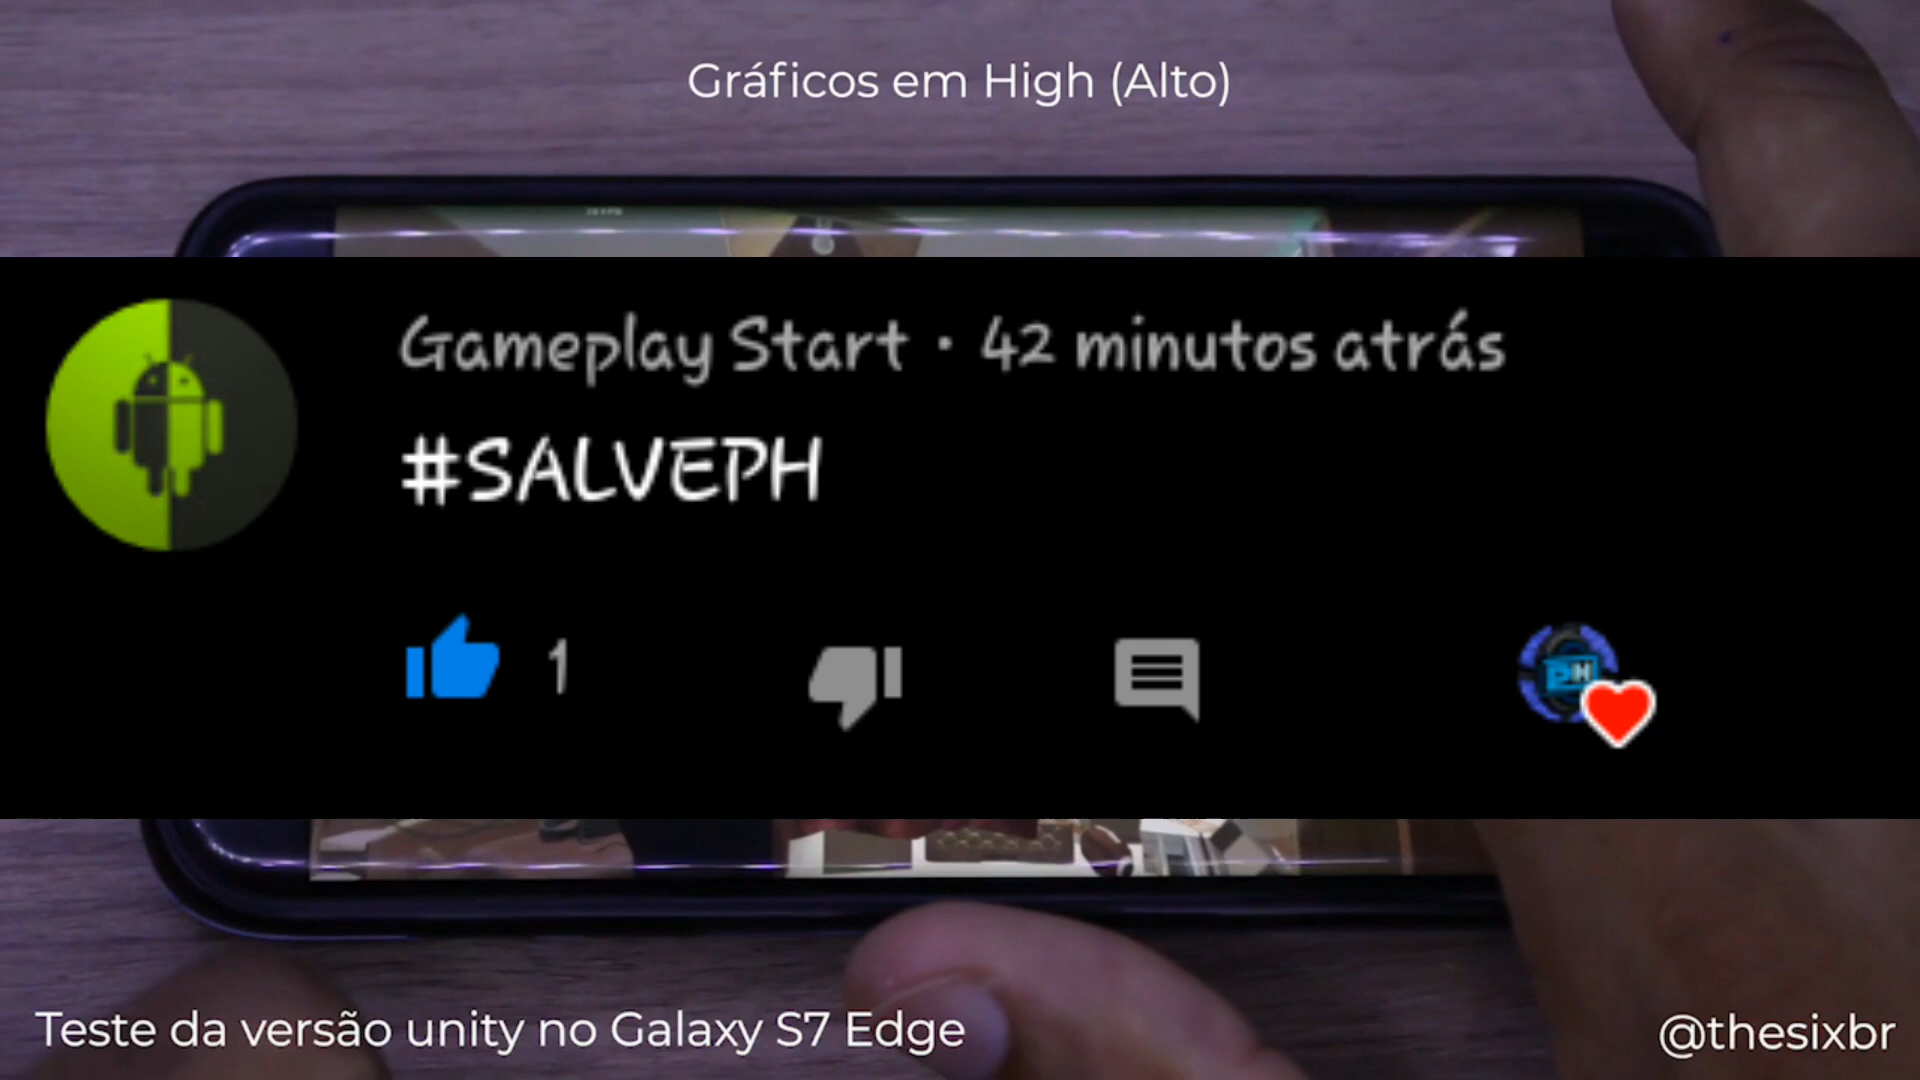 Gráficos em High (Alto)
Gameplay Start · 42 minutos atrás
#SALVEPH
1
PH
Teste da versão unity no Galaxy S7 Edge
@thesixbr